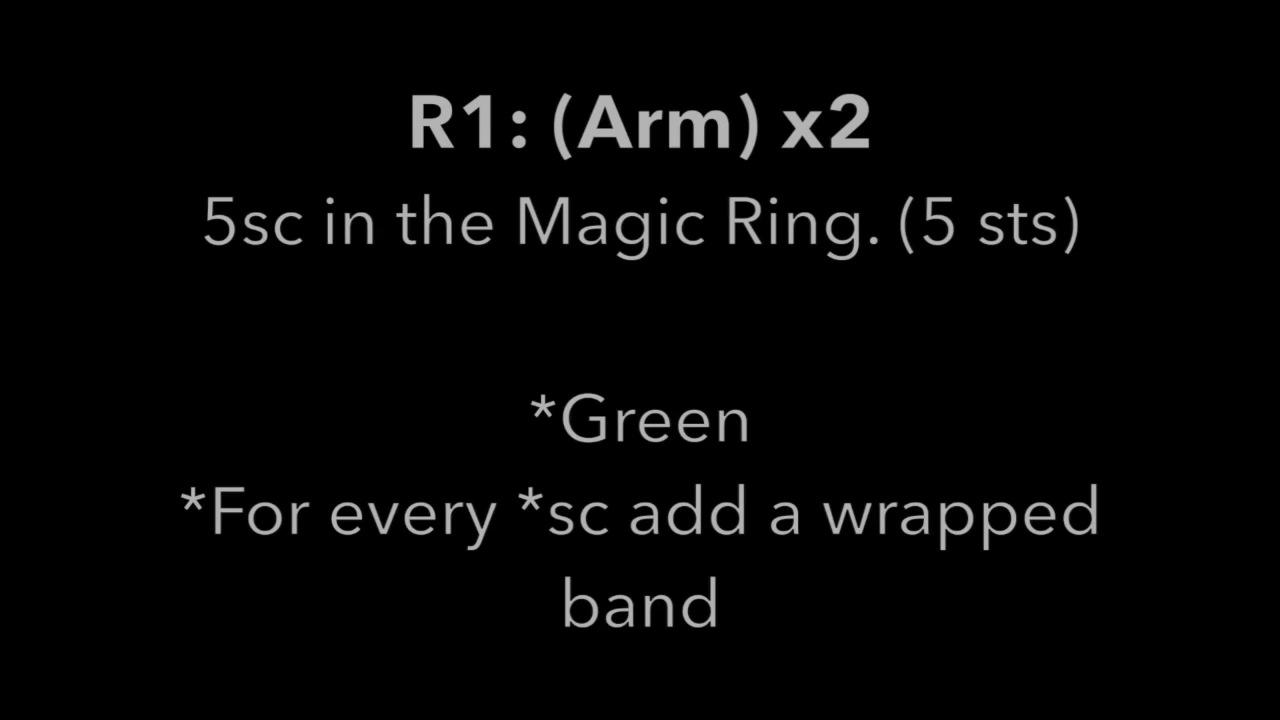 R1: (Arm) x2
5sc in the Magic Ring. (5 sts)
*Green
*For every *sc add a wrapped
band